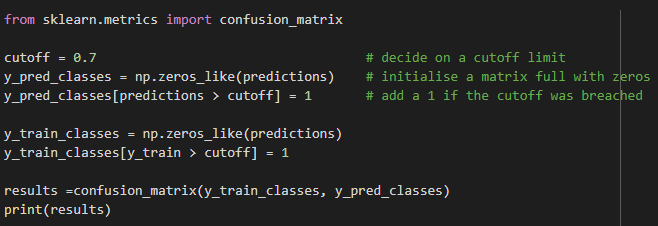 from sklearn.metrics import confusion_matrix
cutoff = 0.7 # decide on a cutoff limit
y_pred_classes = np.zeros_like(predictions) # initialise a matrix full with zeros
y_pred_classes[predictions > cutoff] = 1 # add a 1 if the cutoff was breached
y_train_classes = np.zeros_like(predictions)
y_train_classes[y_train > cutoff] = 1
results =confusion_matrix(y_train_classes, y_pred_classes)
print(results)